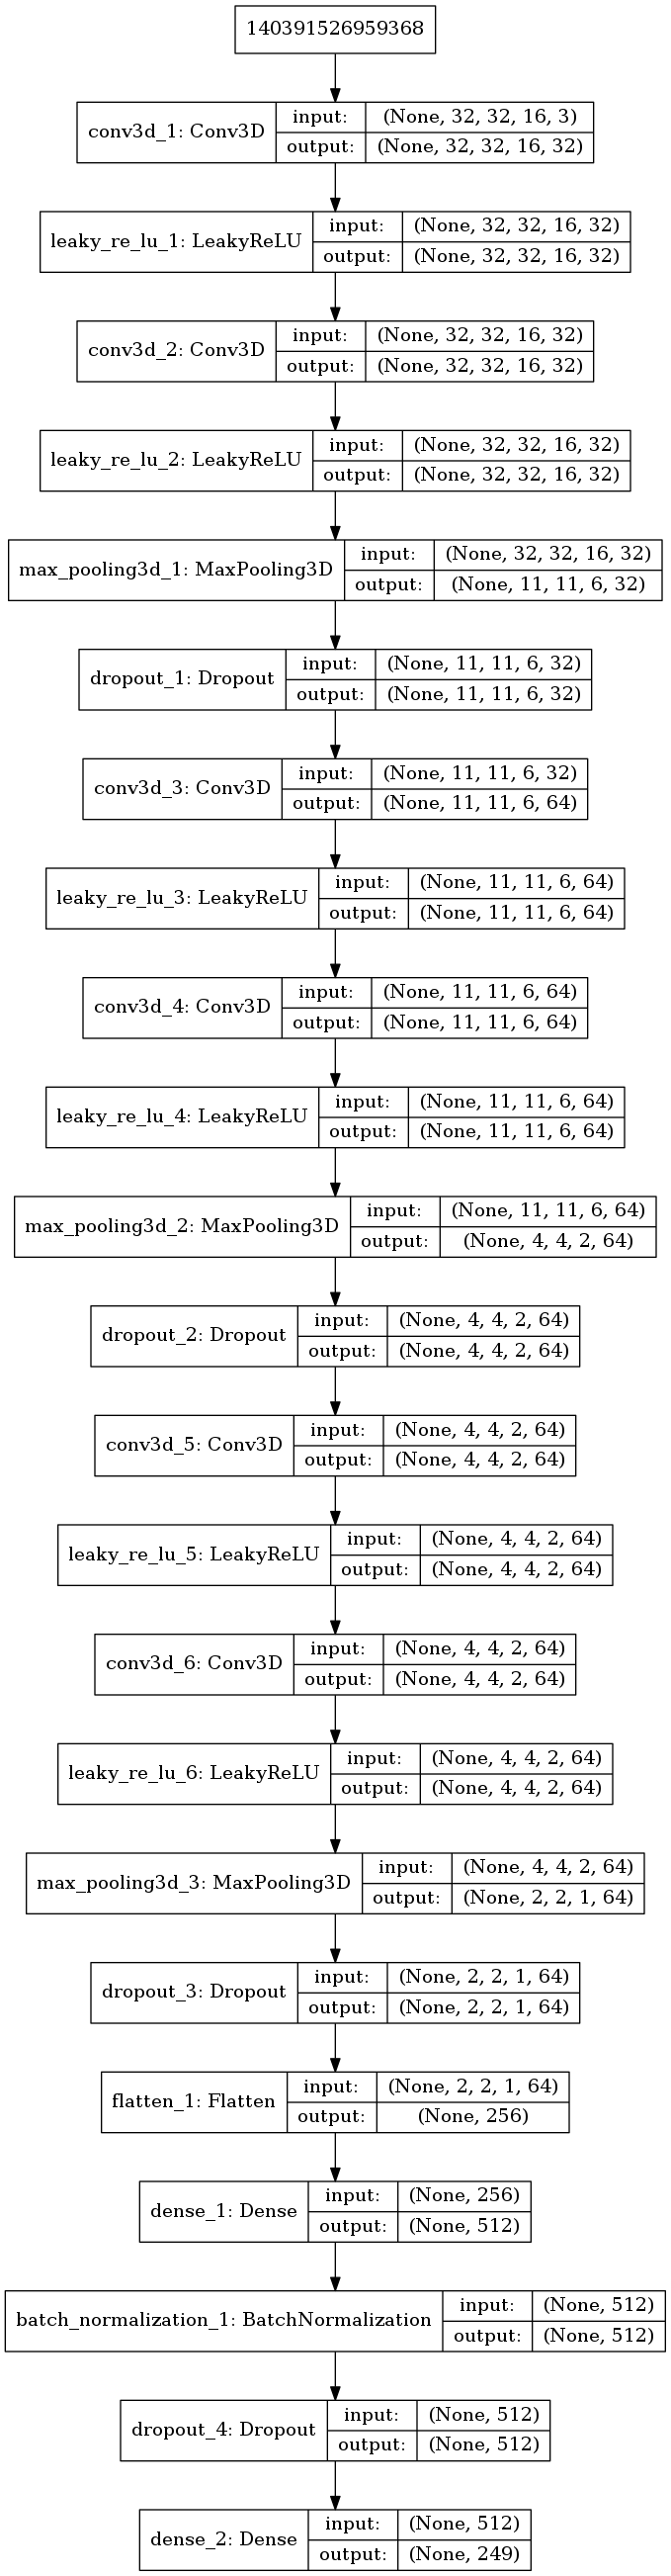 140391526959368
conv3d_1: Conv3D
input: (None, 32, 32, 16, 3)
output: (None, 32, 32, 16, 32)
leaky_re_lu_1: LeakyReLU
input: (None, 32, 32, 16, 32)
output: (None, 32, 32, 16, 32)
conv3d_2: Conv3D
input: (None, 32, 32, 16, 32)
output: (None, 32, 32, 16, 32)
leaky_re_lu_2: LeakyReLU
input: (None, 32, 32, 16, 32)
output: (None, 32, 32, 16, 32)
max_pooling3d_1: MaxPooling3D
input: (None, 32, 32, 16, 32)
output: (None, 11, 11, 6, 32)
dropout_1: Dropout
input: (None, 11, 11, 6, 32)
output: (None, 11, 11, 6, 32)
conv3d_3: Conv3D
input: (None, 11, 11, 6, 32)
output: (None, 11, 11, 6, 64)
leaky_re_lu_3: LeakyReLU
input: (None, 11, 11, 6, 64)
output: (None, 11, 11, 6, 64)
conv3d_4: Conv3D
input: (None, 11, 11, 6, 64)
output: (None, 11, 11, 6, 64)
leaky_re_lu_4: LeakyReLU
input: (None, 11, 11, 6, 64)
output: (None, 11, 11, 6, 64)
max_pooling3d_2: MaxPooling3D
input: (None, 11, 11, 6, 64)
output: (None, 4, 4, 2, 64)
dropout_2: Dropout
input: (None, 4, 4, 2, 64)
output: (None, 4, 4, 2, 64)
conv3d_5: Conv3D
input: (None, 4, 4, 2, 64)
output: (None, 4, 4, 2, 64)
leaky_re_lu_5: LeakyReLU
input: (None, 4, 4, 2, 64)
output: (None, 4, 4, 2, 64)
conv3d_6: Conv3D
input: (None, 4, 4, 2, 64)
output: (None, 4, 4, 2, 64)
leaky_re_lu_6: LeakyReLU
input: (None, 4, 4, 2, 64)
output: (None, 4, 4, 2, 64)
max_pooling3d_3: MaxPooling3D
input: (None, 4, 4, 2, 64)
output: (None, 2, 2, 1, 64)
dropout_3: Dropout
input: (None, 2, 2, 1, 64)
output: (None, 2, 2, 1, 64)
flatten_1: Flatten
input: (None, 2, 2, 1, 64)
output: (None, 256)
dense_1: Dense
input: (None, 256)
output: (None, 512)
batch_normalization_1: BatchNormalization
input: (None, 512)
output: (None, 512)
dropout_4: Dropout
input: (None, 512)
output: (None, 512)
dense_2: Dense
input: (None, 512)
output: (None, 249)